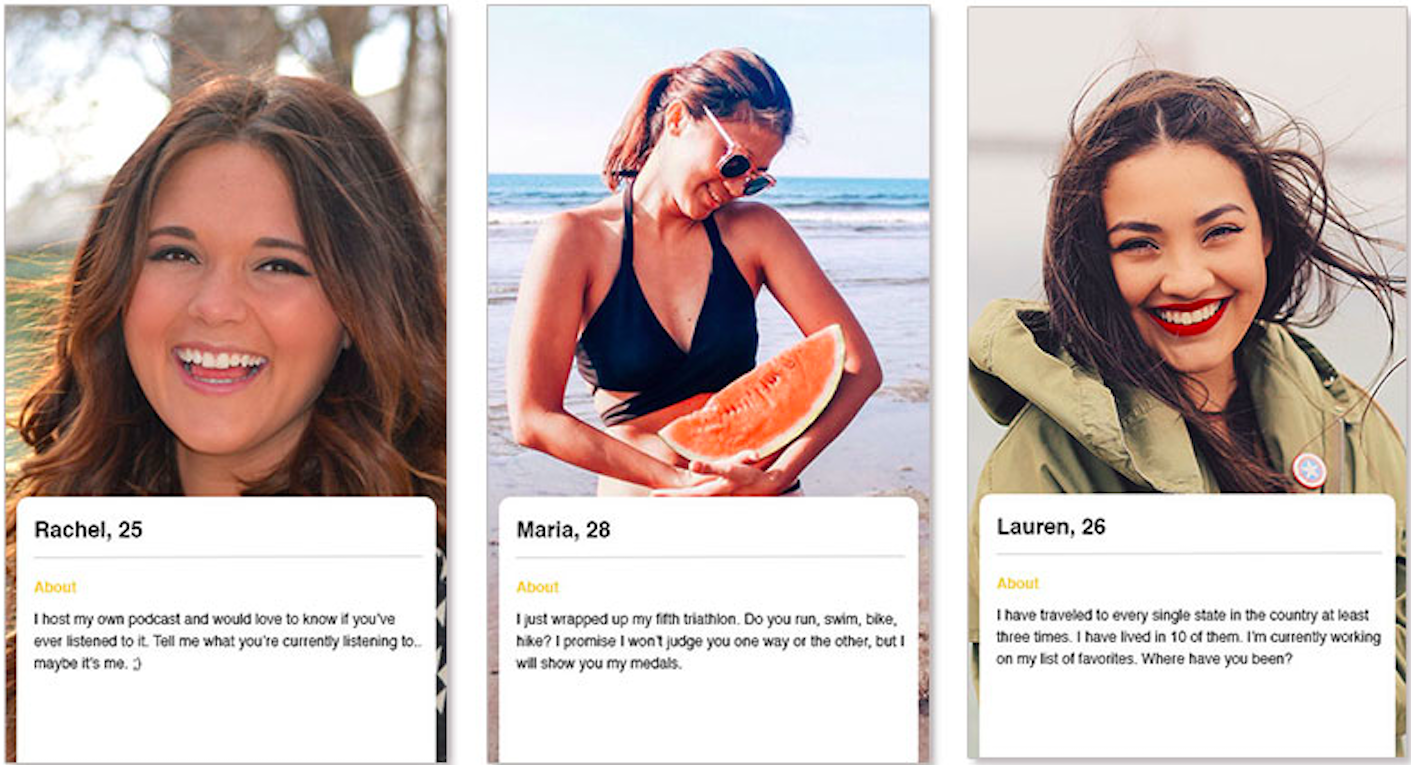 Rachel, 25
About
I host my own podcast and would love to know if you've
ever listened to it. Tell me what you're currently listening to..
maybe it's me. ;)
Maria, 28
About
I just wrapped up my fifth triathlon. Do you run, swim, bike,
hike? I promise I won't judge you one way or the other, but I
will show you my medals.
Lauren, 26
About
I have traveled to every single state in the country at least
three times. I have lived in 10 of them. I'm currently working
on my list of favorites. Where have you been?